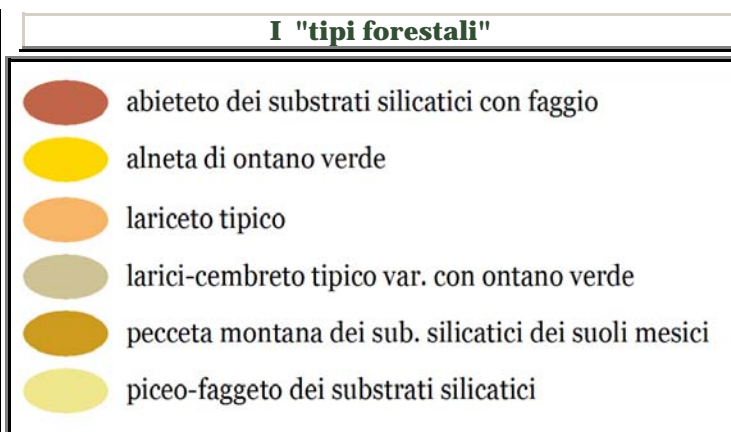 I "tipi forestali"
abieteto dei substrati silicatici con faggio
alneta di ontano verde
lariceto tipico
larici-cembreto tipico var. con ontano verde
pecceta montana dei sub. silicatici dei suoli mesici
piceo-faggeto dei substrati silicatici